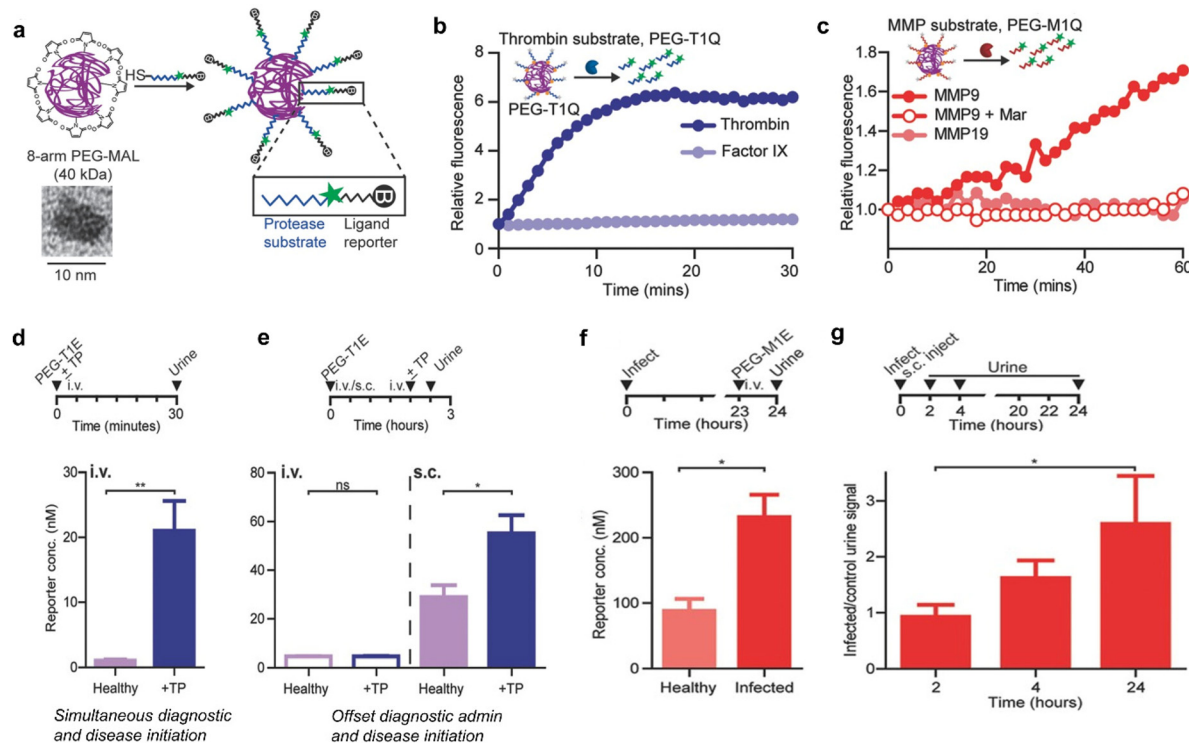 a
HS
B
8-arm PEG-MAL
(40 kDa)
10 nm
B
Protease
substrate
Ligand
reporter
b
Thrombin substrate, PEG-T1Q
PEG-T1Q
Thrombin
Factor IX
Relative fluorescence
8
6
4
2
0
0 10 20 30
Time (mins)
c
MMP substrate, PEG-M1Q
MMP9
MMP9 + Mar
MMP19
Relative fluorescence
1.8
1.6
1.4
1.2
1.0
0 20 40 60
Time (mins)
d
PEG-T1E
± TP
i.v.
Urine
0 30
Time (minutes)
i.v.
**
Reporter conc. (nM)
30
20
10
0
Healthy +TP
Simultaneous diagnostic
and disease initiation
e
PEG-T1E
i.v./s.c.
i.v.
± TP
Urine
0 2 3
Time (hours)
i.v.
ns
s.c.
*
80
60
40
20
0
Healthy +TP Healthy +TP
Offset diagnostic admin
and disease initiation
f
Infect
PEG-M1E
i.v.
Urine
0 23 24
Time (hours)
*
Reporter conc. (nM)
300
200
100
0
Healthy Infected
g
Infect
s.c. inject
Urine
0 2 4 20 22 24
Time (hours)
*
Infected/control urine signal
3
2
1
0
2 4 24
Time (hours)